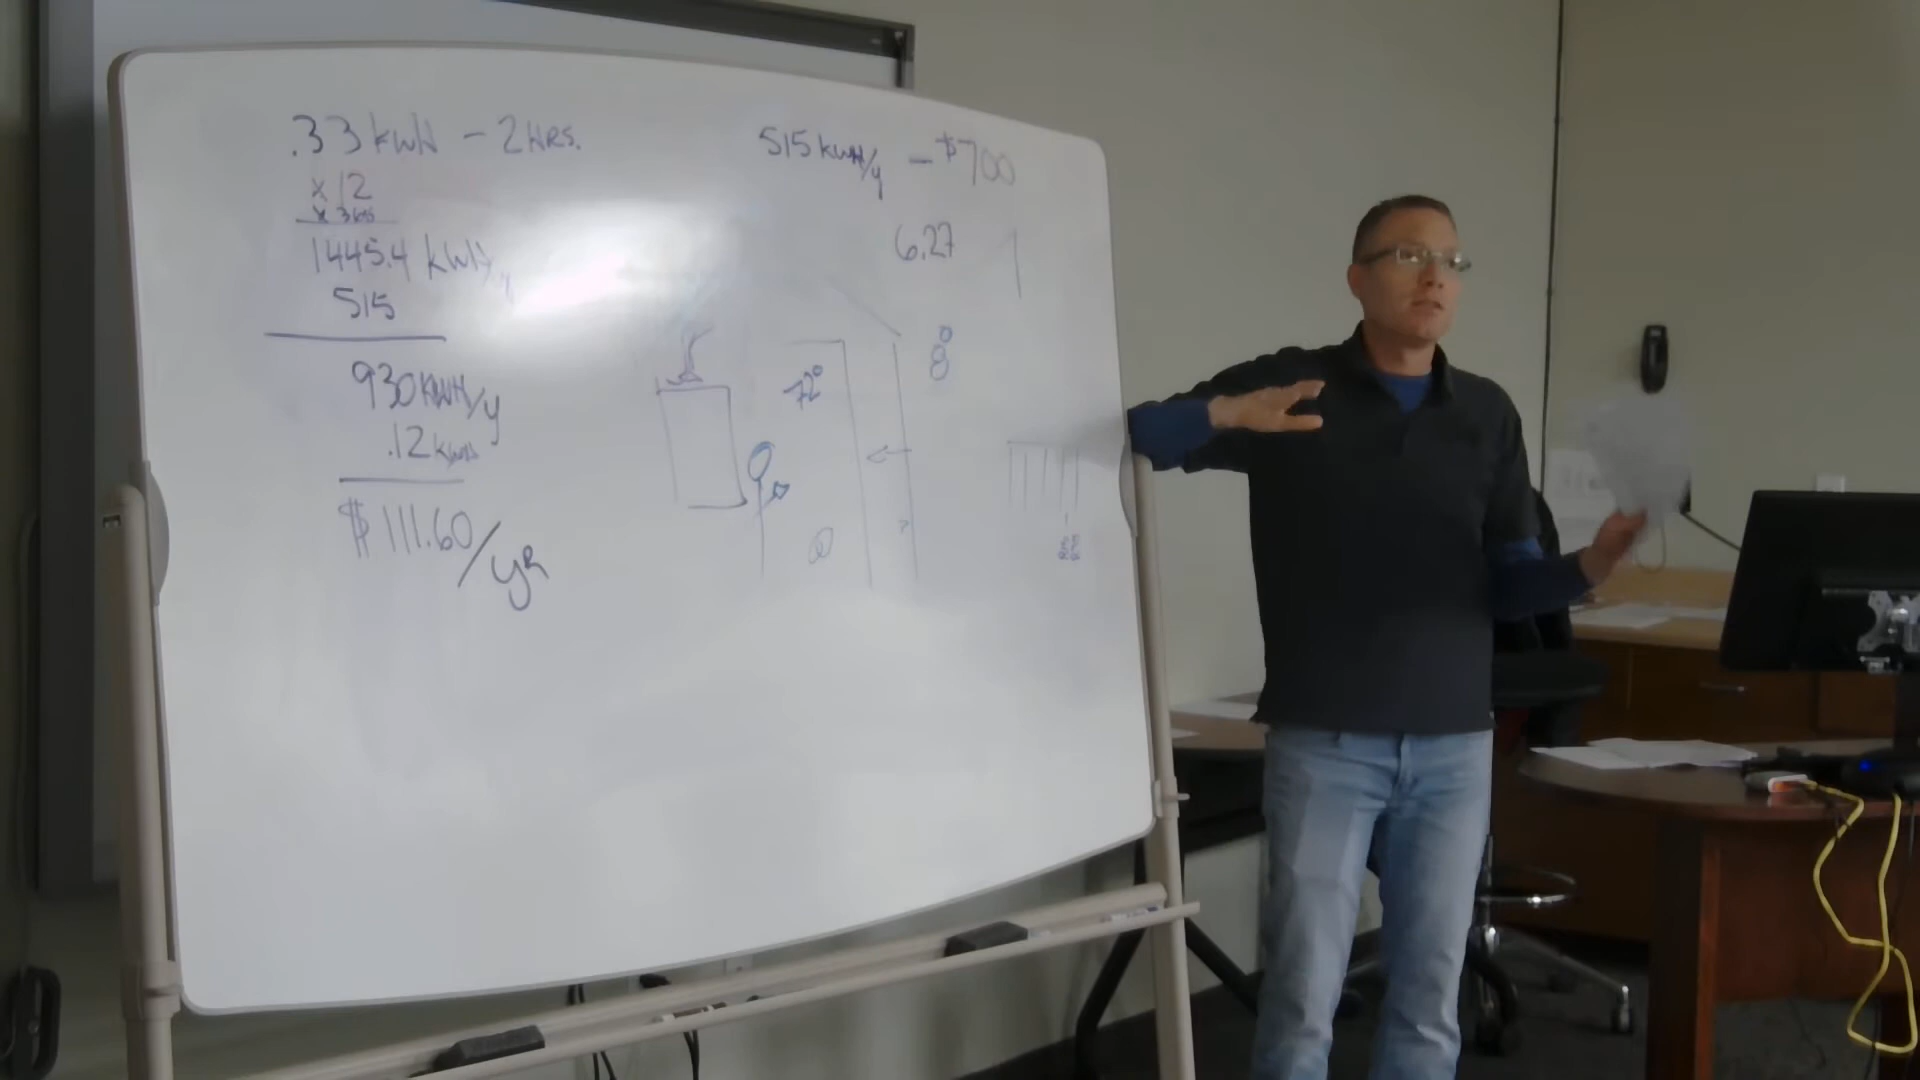 .33 kWH - 2 HRS.
x 12
x 365
1445.4 kWH/y
515
930 KWH/y
.12 kWH
$111.60/yR
515 kWH/y - $700
6.27
72°
8°